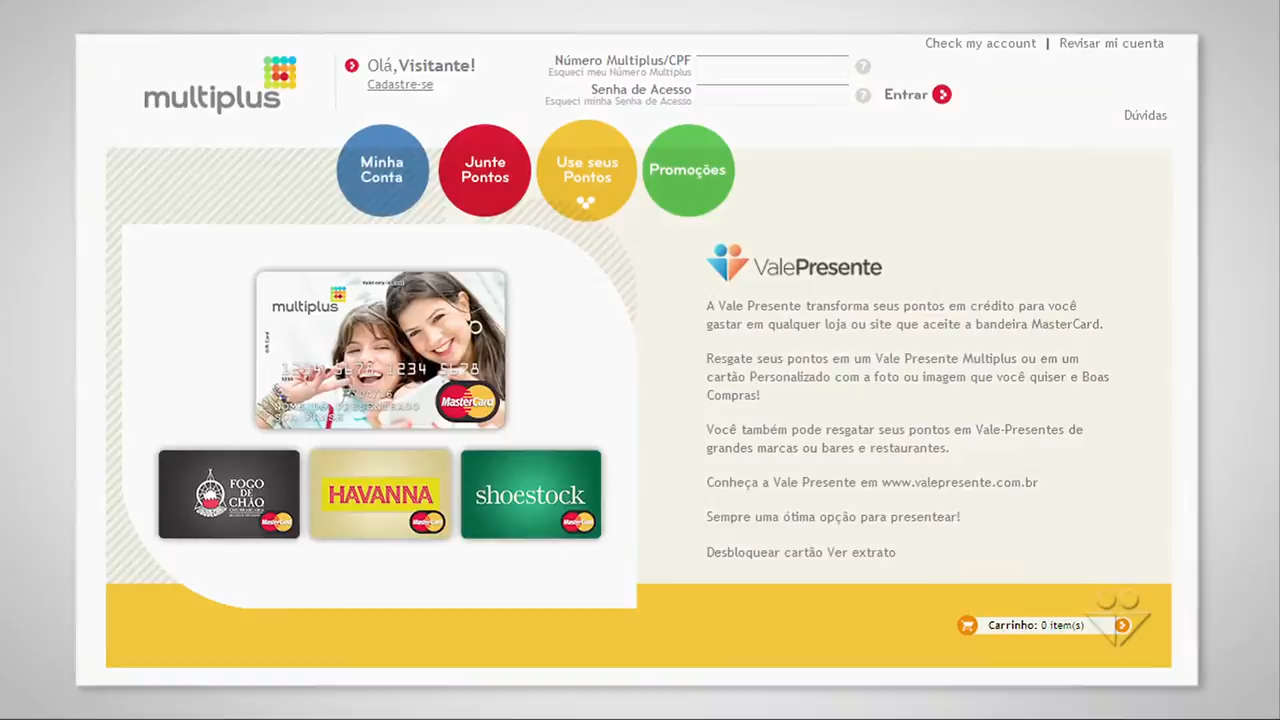 Check my account | Revisar mi cuenta
multiplus
Olá, Visitante!
Cadastre-se
Número Multiplus/CPF
Esqueci meu Número Multiplus
Senha de Acesso
Esqueci minha Senha de Acesso
?
?
Entrar
Dúvidas
Minha
Conta
Junte
Pontos
Use seus
Pontos
Promoções
multiplus
1234 5678 1234 5678
MasterCard
FOGO
DE
CHÃO
MasterCard
HAVANNA
MasterCard
shoestock
MasterCard
ValePresente
A Vale Presente transforma seus pontos em crédito para você
gastar em qualquer loja ou site que aceite a bandeira MasterCard.
Resgate seus pontos em um Vale Presente Multiplus ou em um
cartão Personalizado com a foto ou imagem que você quiser e Boas
Compras!
Você também pode resgatar seus pontos em Vale-Presentes de
grandes marcas ou bares e restaurantes.
Conheça a Vale Presente em www.valepresente.com.br
Sempre uma ótima opção para presentear!
Desbloquear cartão Ver extrato
Carrinho: 0 item(s)